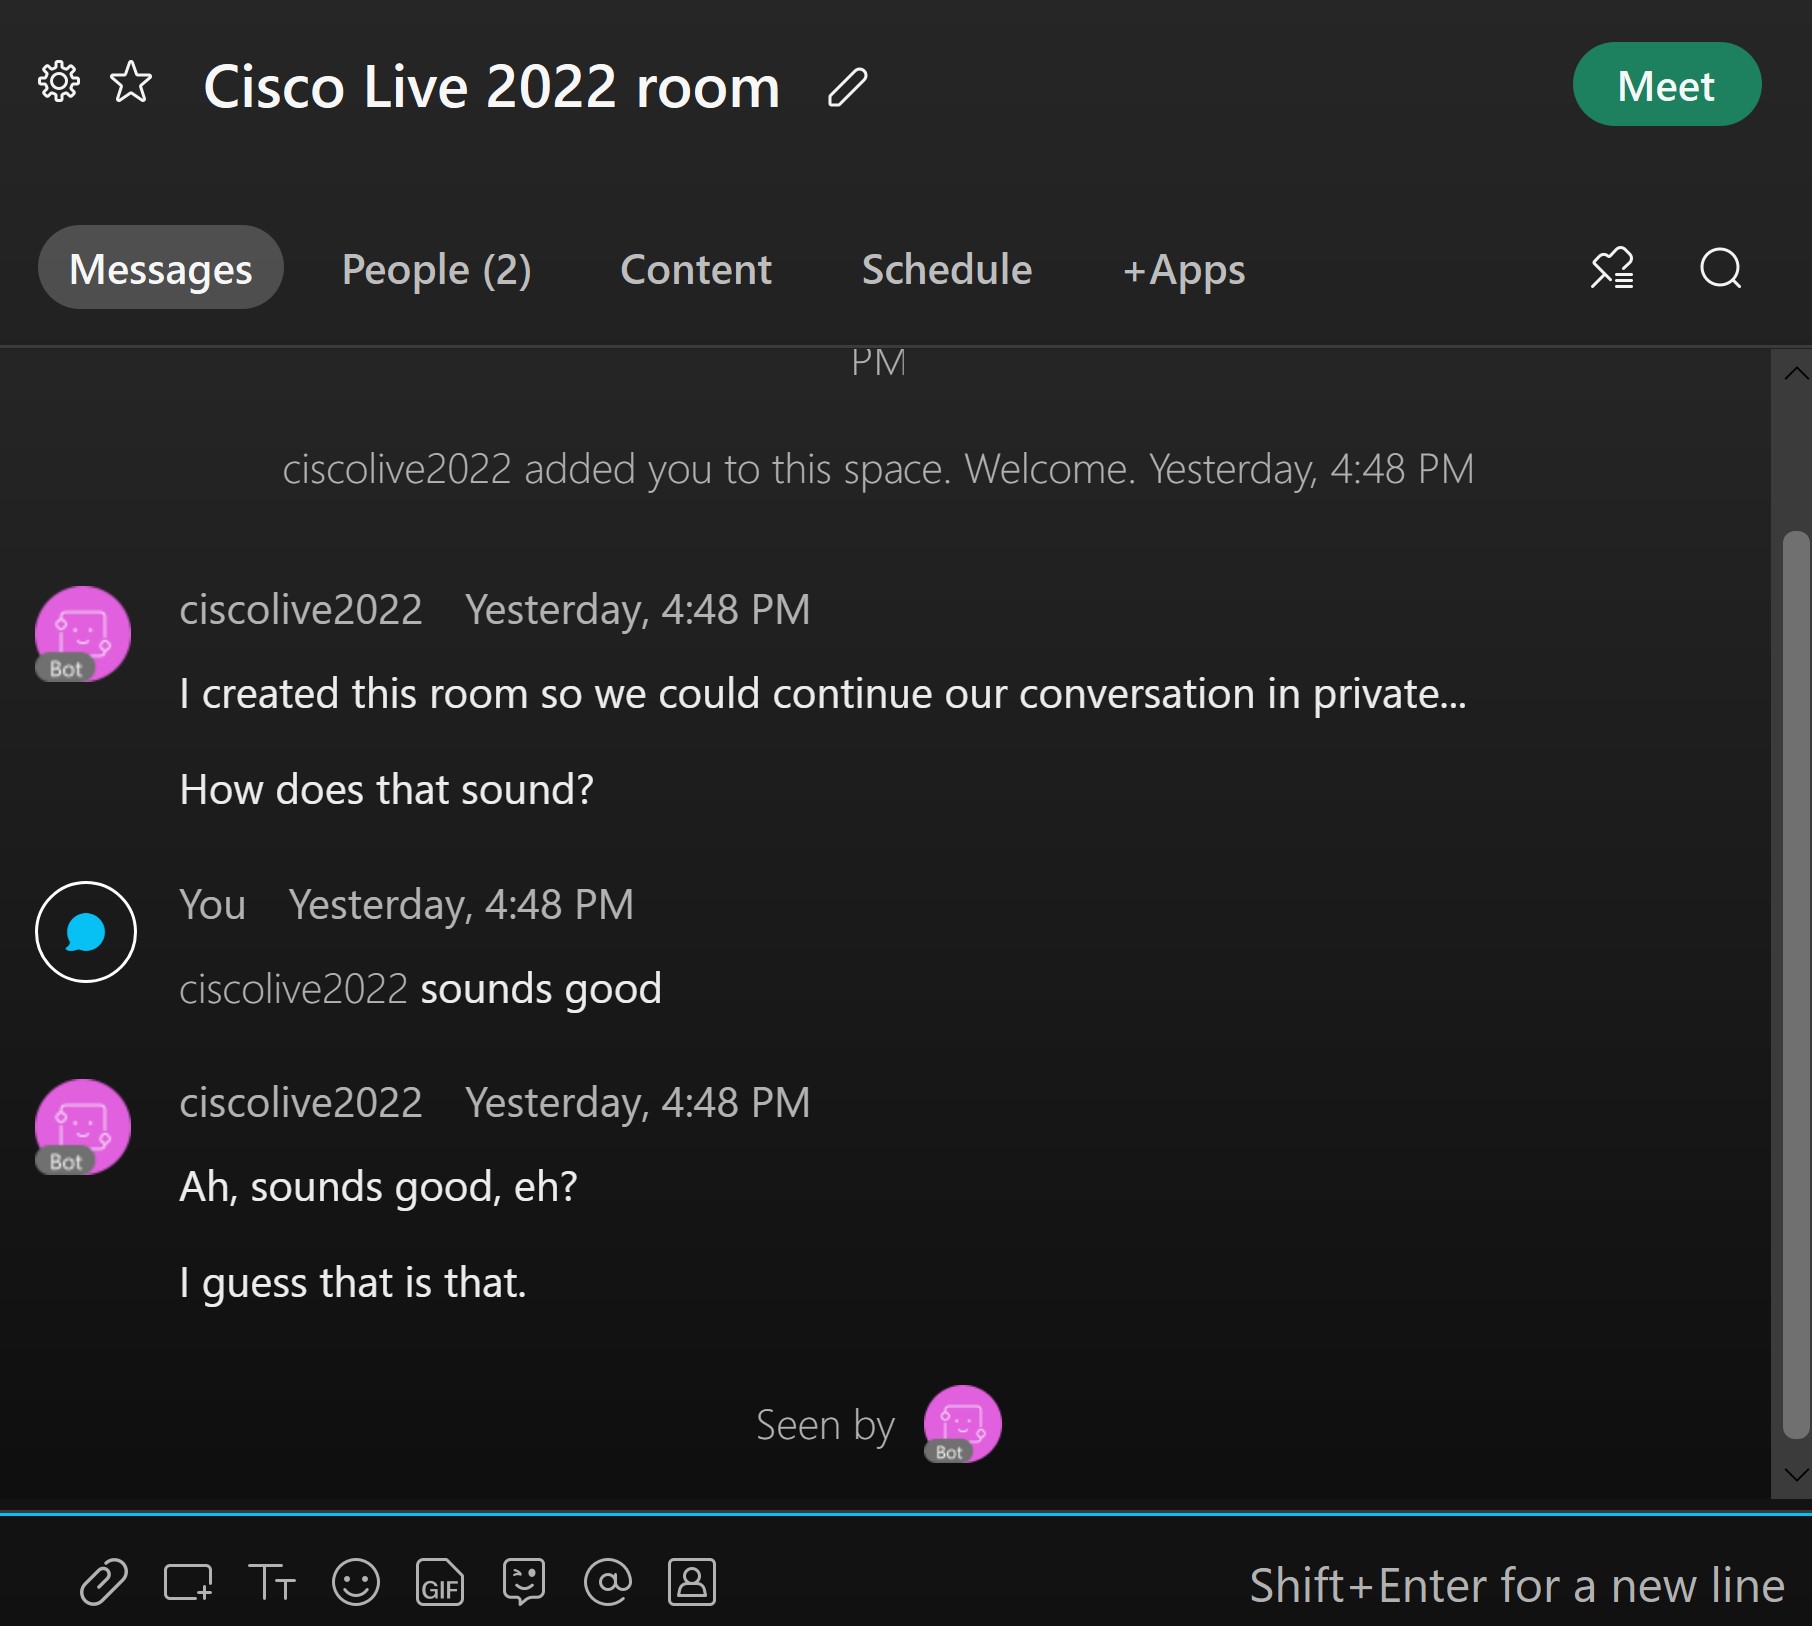 Cisco Live 2022 room
Meet
Messages People (2) Content Schedule +Apps
PM
ciscolive2022 added you to this space. Welcome. Yesterday, 4:48 PM
ciscolive2022 Yesterday, 4:48 PM
Bot
I created this room so we could continue our conversation in private...
How does that sound?
You Yesterday, 4:48 PM
ciscolive2022 sounds good
ciscolive2022 Yesterday, 4:48 PM
Bot
Ah, sounds good, eh?
I guess that is that.
Seen by
Bot
GIF
Shift+Enter for a new line